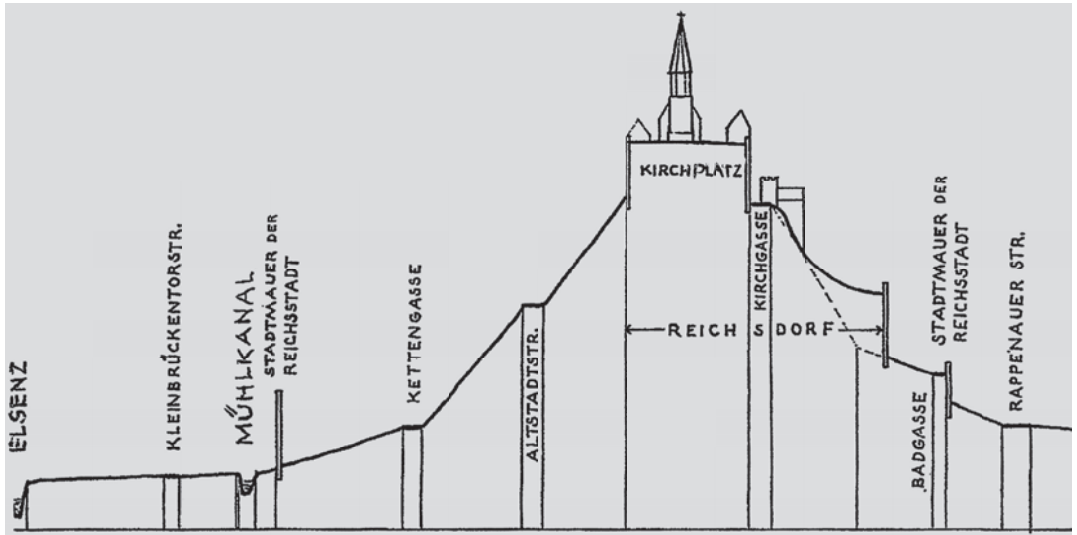 ELSENZ
KLEINBRÜCKENTORSTR.
MÜHLKANAL
STADTMAUER DER
REICHSSTADT
KETTENGASSE
ALTSTADTSTR.
KIRCHPLATZ
KIRCHGASSE
REICHSDORF
BADGASSE
STADTMAUER DER
REICHSSTADT
RAPPENAUER STR.